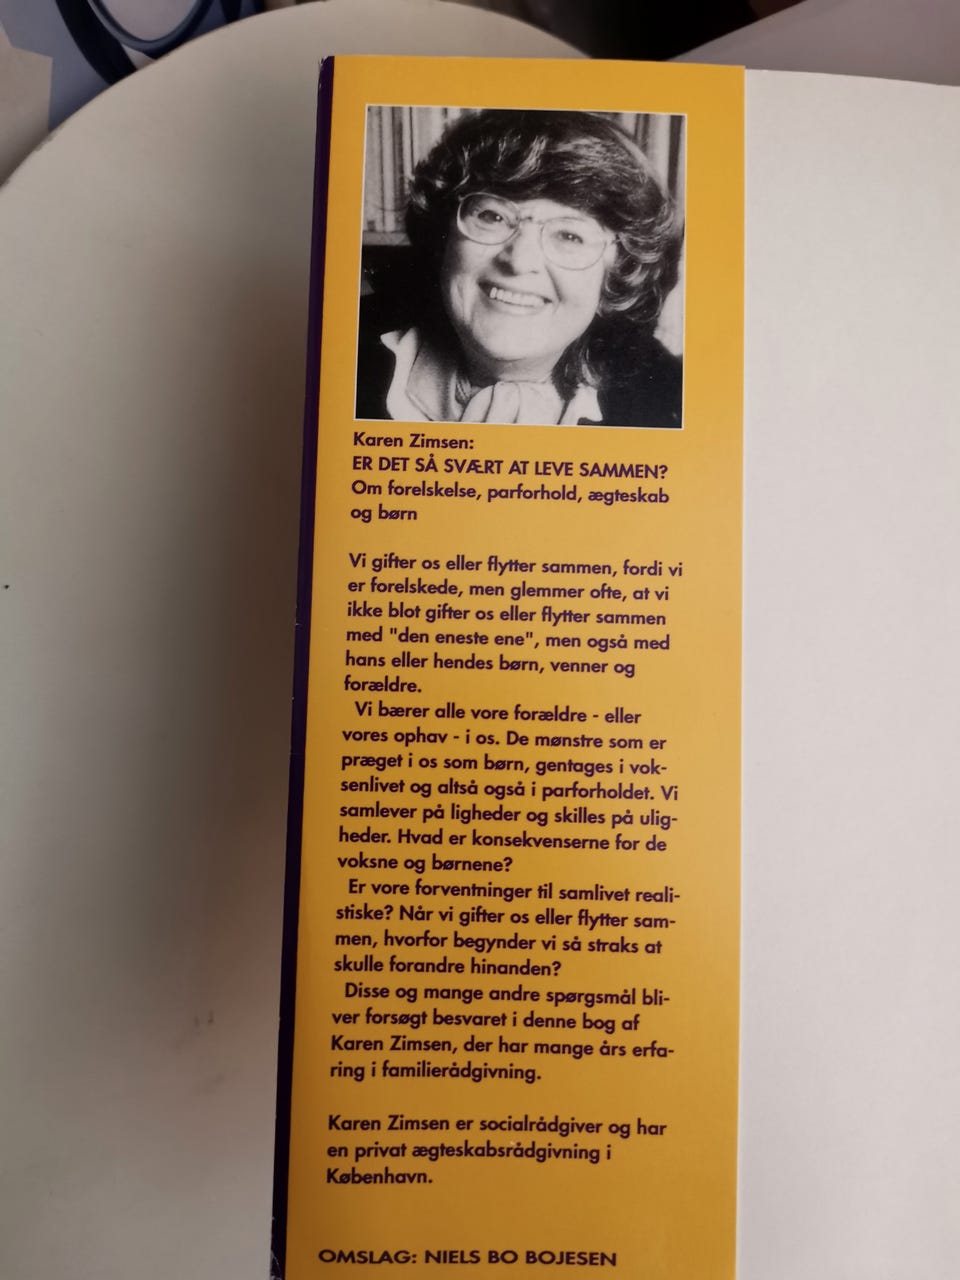 Karen Zimsen:
ER DET SÅ SVÆRT AT LEVE SAMMEN?
Om forelskelse, parforhold, ægteskab
og børn
Vi gifter os eller flytter sammen, fordi vi
er forelskede, men glemmer ofte, at vi
ikke blot gifter os eller flytter sammen
med "den eneste ene", men også med
hans eller hendes børn, venner og
forældre.
Vi bærer alle vore forældre - eller
vores ophav - i os. De mønstre som er
præget i os som børn, gentages i vok-
senlivet og altså også i parforholdet. Vi
samlever på ligheder og skilles på ulig-
heder. Hvad er konsekvenserne for de
voksne og børnene?
Er vore forventninger til samlivet reali-
stiske? Når vi gifter os eller flytter sam-
men, hvorfor begynder vi så straks at
skulle forandre hinanden?
Disse og mange andre spørgsmål bli-
ver forsøgt besvaret i denne bog af
Karen Zimsen, der har mange års erfa-
ring i familierådgivning.
Karen Zimsen er socialrådgiver og har
en privat ægteskabsrådgivning i
København.
OMSLAG: NIELS BO BOJESEN